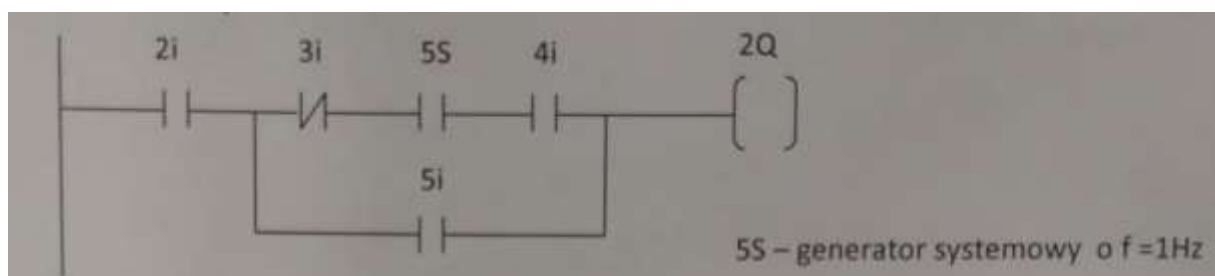 2i 3i 5S 4i 2Q
5i
5S – generator systemowy o f =1Hz